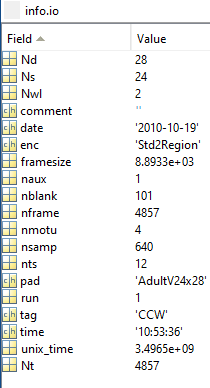 info.io
Field Value
Nd 28
Ns 24
Nwl 2
comment ''
date '2010-10-19'
enc 'Std2Region'
framesize 8.8933e+03
naux 1
nblank 101
nframe 4857
nmotu 4
nsamp 640
nts 12
pad 'AdultV24x28'
run 1
tag 'CCW'
time '10:53:36'
unix_time 3.4965e+09
Nt 4857